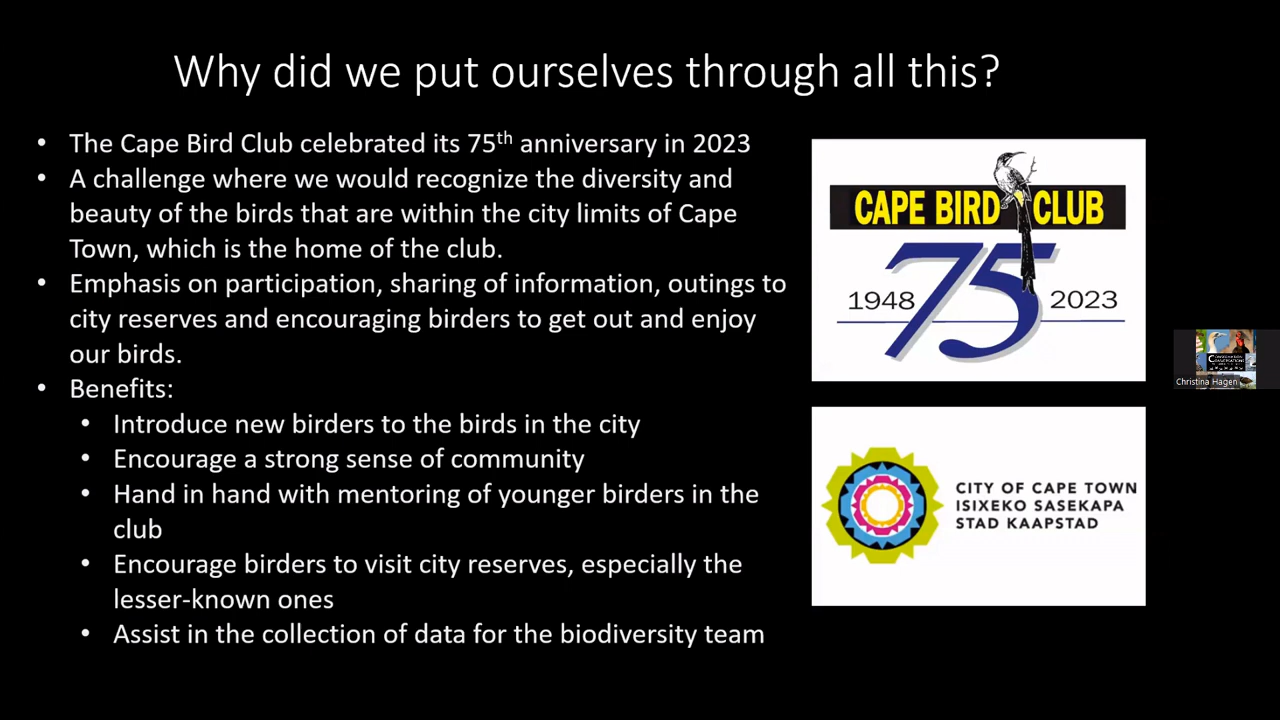 Why did we put ourselves through all this?
• The Cape Bird Club celebrated its 75th anniversary in 2023
• A challenge where we would recognize the diversity and
beauty of the birds that are within the city limits of Cape
Town, which is the home of the club.
• Emphasis on participation, sharing of information, outings to
city reserves and encouraging birders to get out and enjoy
our birds.
• Benefits:
• Introduce new birders to the birds in the city
• Encourage a strong sense of community
• Hand in hand with mentoring of younger birders in the
club
• Encourage birders to visit city reserves, especially the
lesser-known ones
• Assist in the collection of data for the biodiversity team
CAPE BIRD CLUB
75
1948 2023
CITY OF CAPE TOWN
ISIXEKO SASEKAPA
STAD KAAPSTAD
Christina Hagen